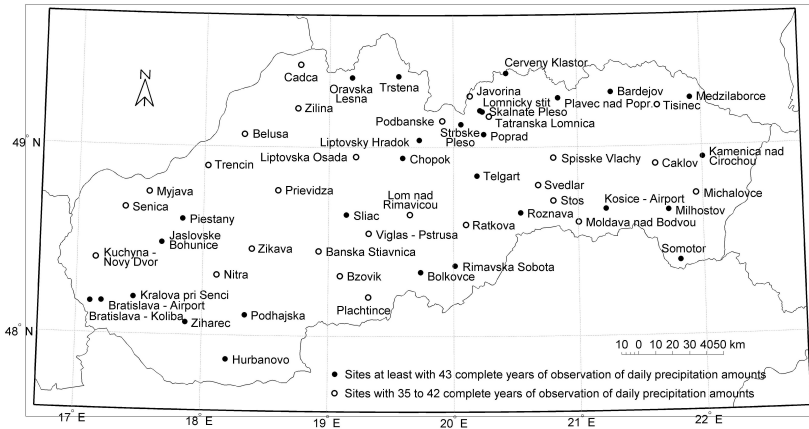 Cerveny Klastor
Cadca
N
Oravska
Lesna
Trstena
Javorina
Lomnicky stit
Skalnate Pleso
Plavec nad Popr.
Bardejov
Tisinec
Medzilaborce
Zilina
Podbanske
Tatranska Lomnica
Strbske
Pleso
Poprad
Belusa
Liptovsky Hradok
49° N
Kamenica nad
Cirochou
Trencin
Liptovska Osada
Chopok
Spisske Vlachy
Caklov
Telgart
Myjava
Prievidza
Svedlar
Michalovce
Senica
Lom nad
Rimavicou
Stos
Kosice - Airport
Piestany
Sliac
Roznava
Milhostov
Ratkova
Moldava nad Bodvou
Jaslovske
Bohunice
Viglas - Pstrusa
Zikava
Banska Stiavnica
Kuchyna -
Novy Dvor
Somotor
Rimavska Sobota
Nitra
Bzovik
Bolkovce
Kralova pri Senci
Bratislava - Airport
Plachtince
Bratislava - Koliba
Ziharec
Podhajska
48° N
10 0 10 20 30 40 50 km
Hurbanovo
Sites at least with 43 complete years of observation of daily precipitation amounts
Sites with 35 to 42 complete years of observation of daily precipitation amounts
17° E
18° E
19° E
20° E
21° E
22° E